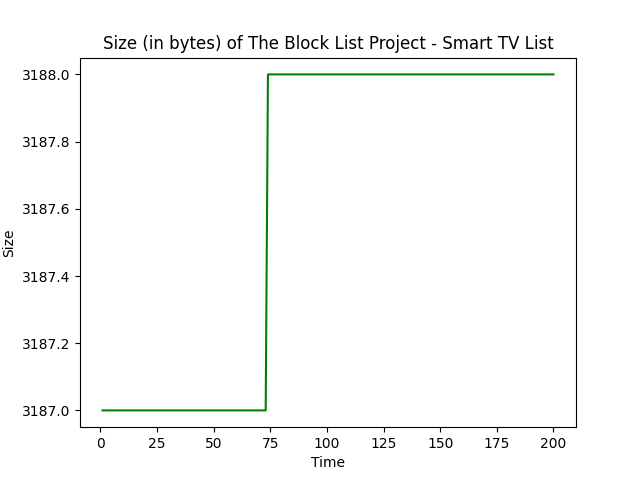 Size (in bytes) of The Block List Project - Smart TV List
3188.0
3187.8
3187.6
3187.4
3187.2
3187.0
Size
0 25 50 75 100 125 150 175 200
Time